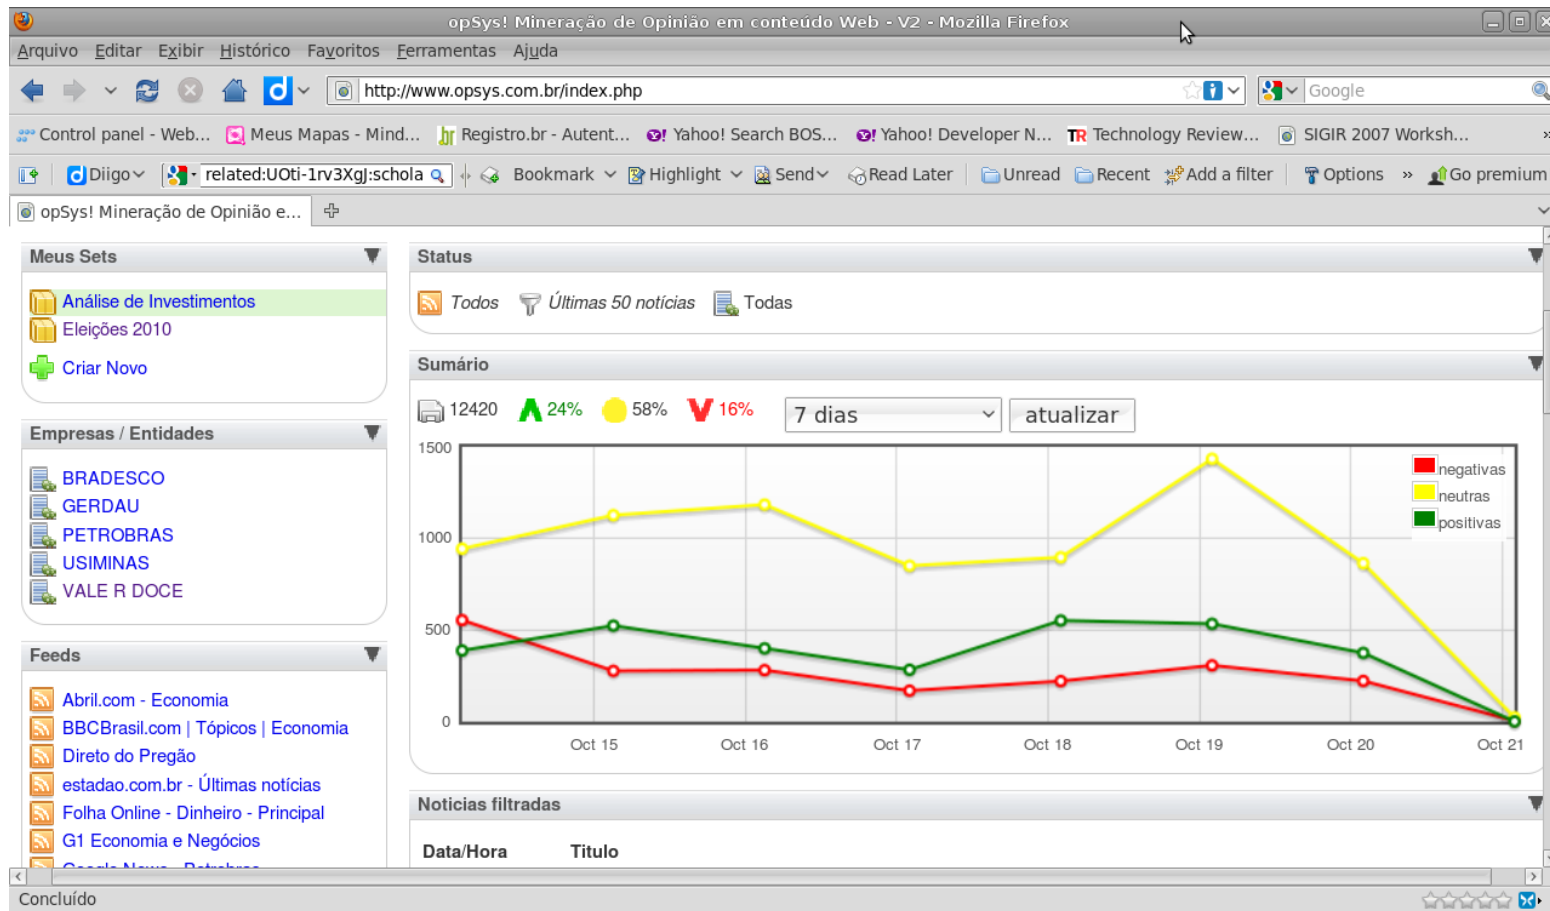 opSys! Mineração de Opinião em conteúdo Web - V2 - Mozilla Firefox
Arquivo Editar Exibir Histórico Favoritos Ferramentas Ajuda
http://www.opsys.com.br/index.php Google
Control panel - Web... Meus Mapas - Mind... Registro.br - Autent... Yahoo! Search BOS... Yahoo! Developer N... TR Technology Review... SIGIR 2007 Worksh... »
Diigo related:UOti-1rv3XgJ:schola Bookmark Highlight Send Read Later Unread Recent Add a filter Options » Go premium
opSys! Mineração de Opinião e...
Meus Sets
Análise de Investimentos
Eleições 2010
Criar Novo
Empresas / Entidades
BRADESCO
GERDAU
PETROBRAS
USIMINAS
VALE R DOCE
Feeds
Abril.com - Economia
BBCBrasil.com | Tópicos | Economia
Direto do Pregão
estadao.com.br - Últimas notícias
Folha Online - Dinheiro - Principal
G1 Economia e Negócios
Status
Todos Últimas 50 notícias Todas
Sumário
12420 24% 58% 16% 7 dias atualizar
1500
1000
500
0
negativas
neutras
positivas
Oct 15 Oct 16 Oct 17 Oct 18 Oct 19 Oct 20 Oct 21
Noticias filtradas
Data/Hora Titulo
Concluído